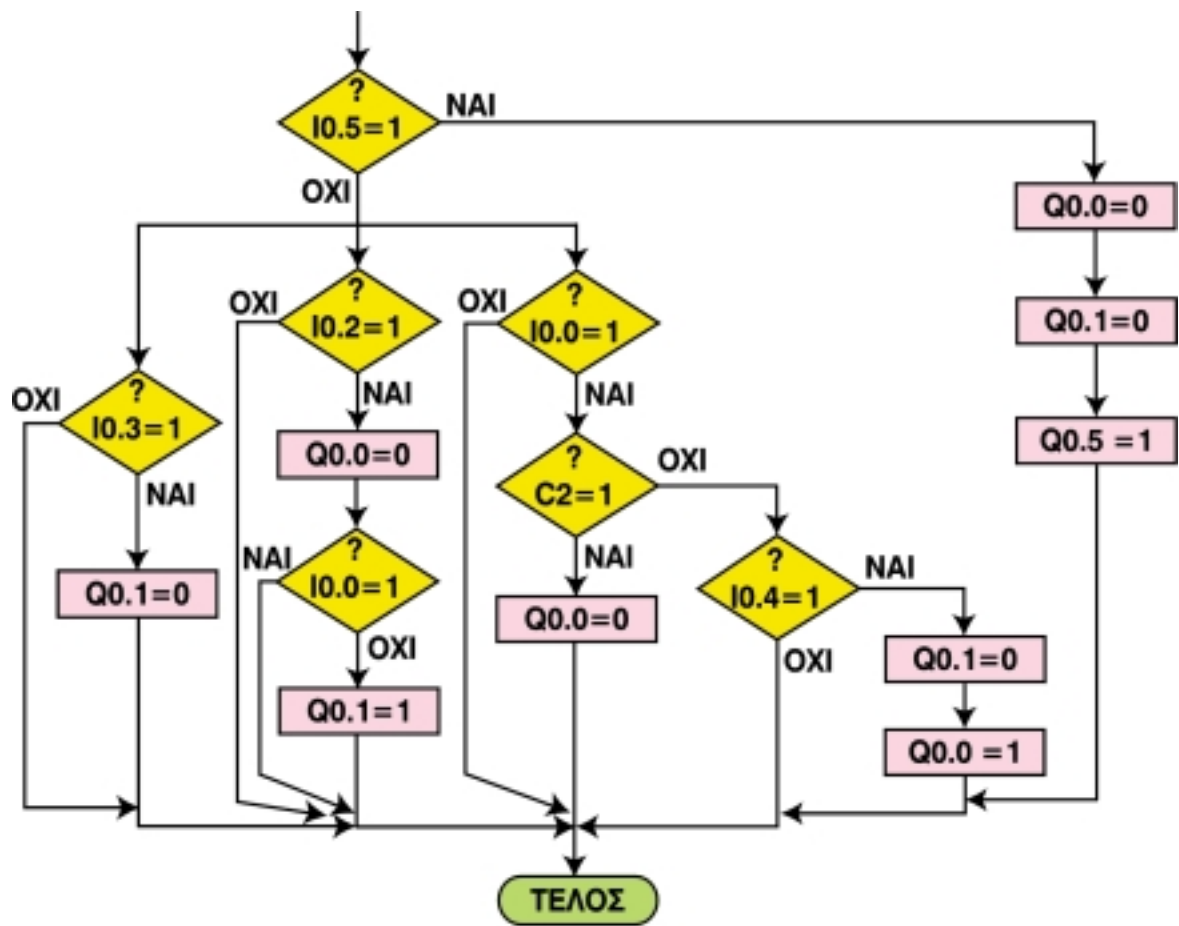 ?
I0.5=1
ΝΑΙ
ΟΧΙ
Q0.0=0
Q0.1=0
Q0.5 =1
?
I0.3=1
ΟΧΙ
ΝΑΙ
Q0.1=0
?
I0.2=1
ΟΧΙ
ΝΑΙ
Q0.0=0
?
I0.0=1
ΝΑΙ
ΟΧΙ
Q0.1=1
?
I0.0=1
ΟΧΙ
ΝΑΙ
?
C2=1
ΟΧΙ
ΝΑΙ
Q0.0=0
?
I0.4=1
ΝΑΙ
ΟΧΙ
Q0.1=0
Q0.0 =1
ΤΕΛΟΣ